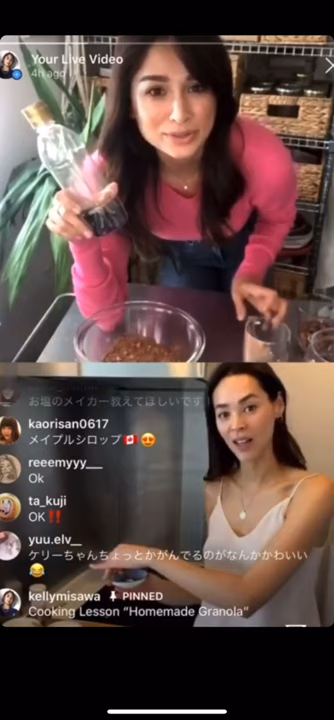 Your Live Video
4h ago
お塩のメイカー教えてほしいです
kaorisan0617
メイプルシロップ🇨🇦😍
reeemyyy___
Ok
ta_kuji
OK‼️
yuu.elv__
ケリーちゃんちょっとかがんでるのがなんかかわいい
😂
kellymisawa 📌 PINNED
Cooking Lesson “Homemade Granola”